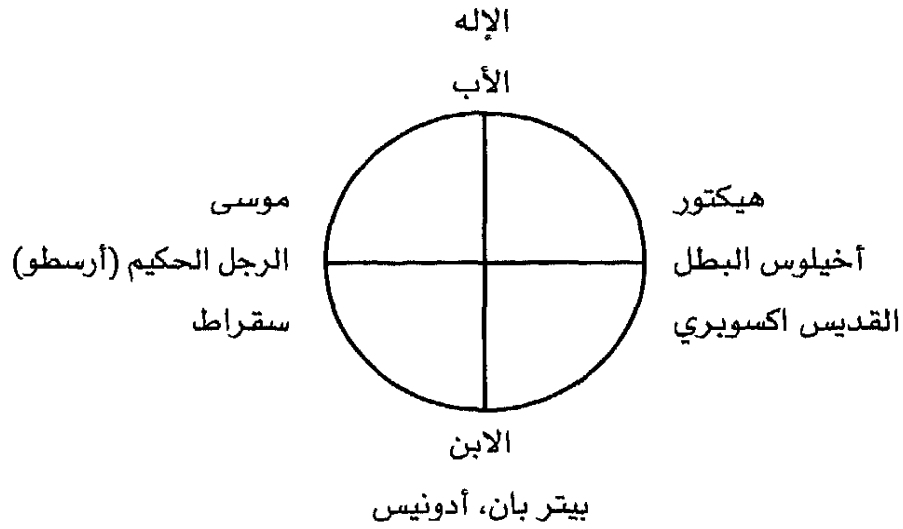 الإله
الأب
هيكتور
موسى
أخيلوس البطل
الرجل الحكيم (أرسطو)
القديس اكسوبري
سقراط
الابن
بيتر بان، أدونيس